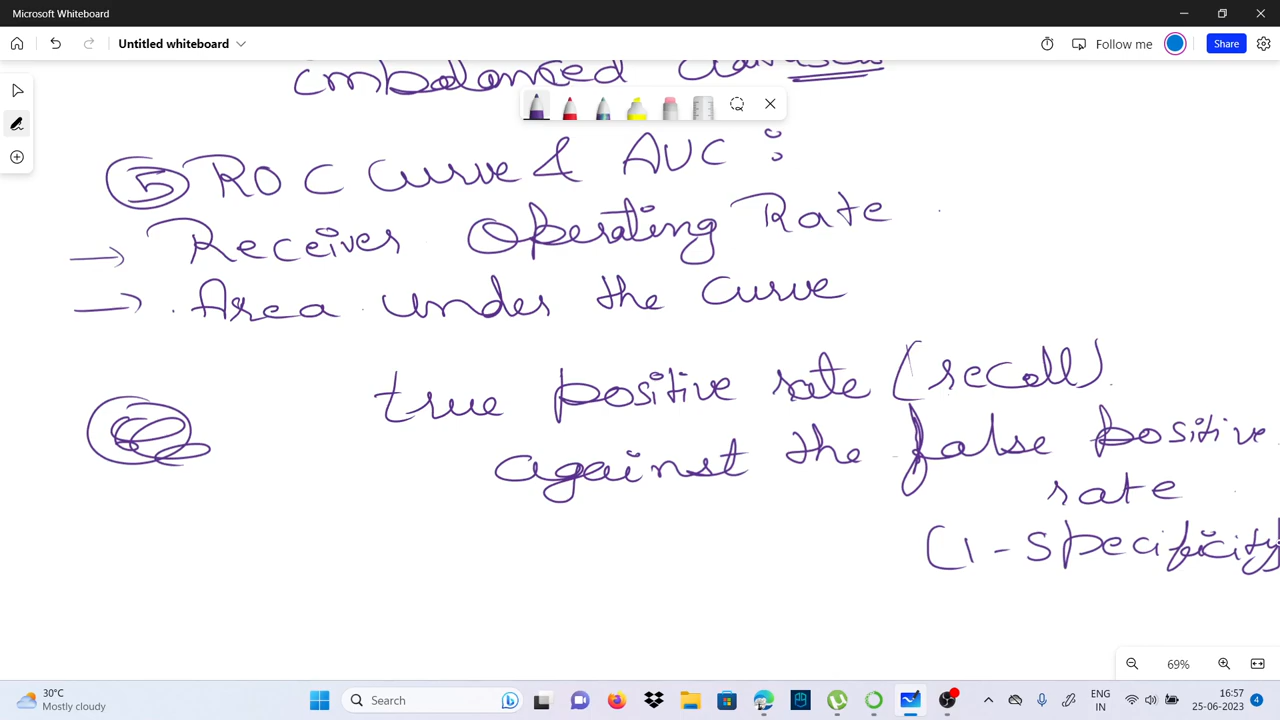 Microsoft Whiteboard
Untitled whiteboard
Follow me
Share
imbalanced classes
5 ROC Curve & AUC :
→ Receiver Operating Rate
→ Area under the curve
true positive rate (recall)
against the false positive
rate
(1 - specificity
69%
30°C
Mostly cloudy
Search
ENG
IN
16:57
25-06-2023
4